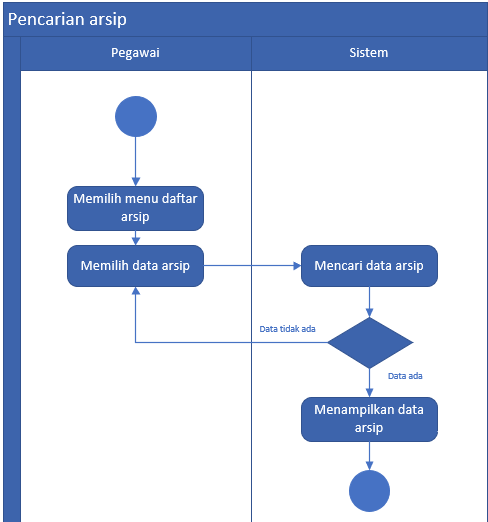 Pencarian arsip
Pegawai
Sistem
Memilih menu daftar
arsip
Memilih data arsip
Mencari data arsip
Data tidak ada
Data ada
Menampilkan data
arsip